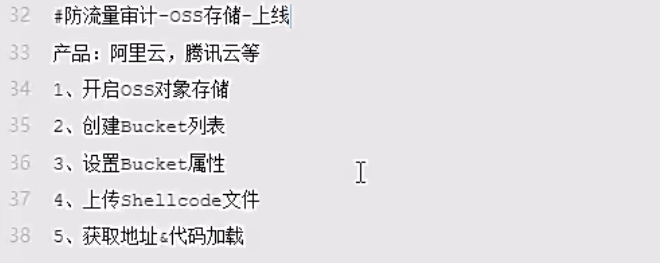 32 #防流量审计-OSS存储-上线
33 产品：阿里云，腾讯云等
34 1、开启OSS对象存储
35 2、创建Bucket列表
36 3、设置Bucket属性
37 4、上传Shellcode文件
38 5、获取地址&代码加载